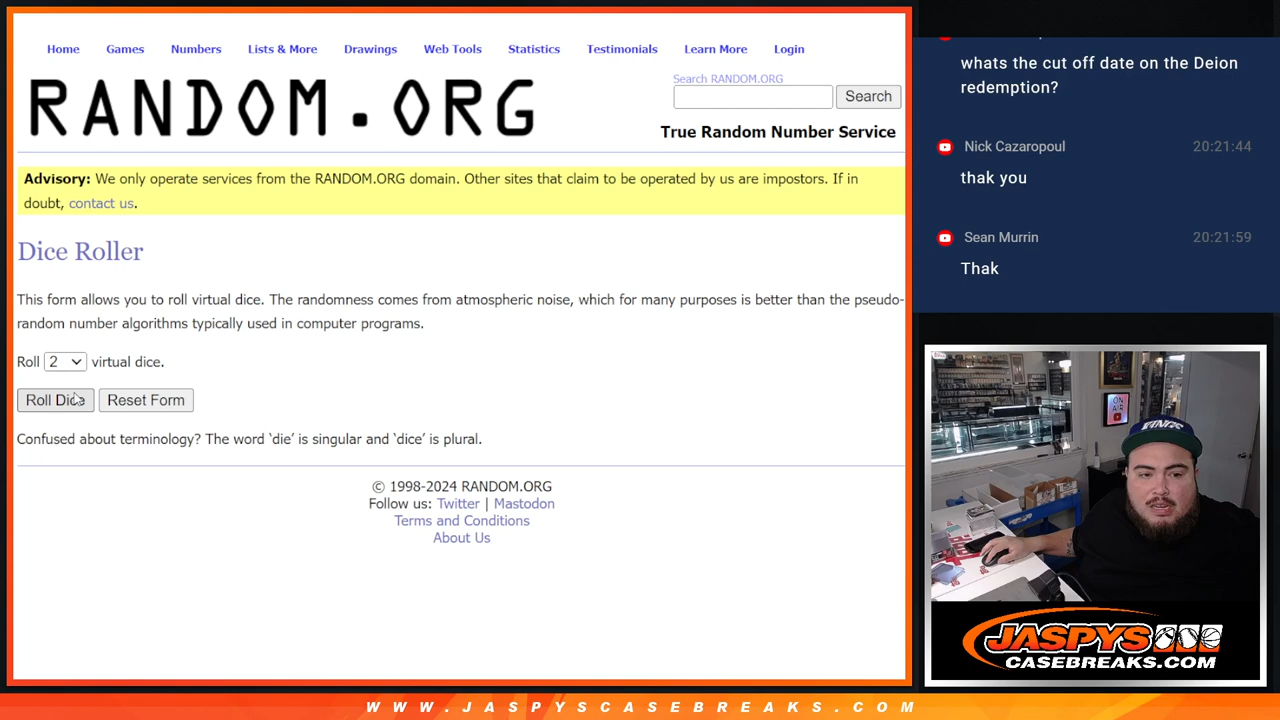 Home Games Numbers Lists & More Drawings Web Tools Statistics Testimonials Learn More Login
RANDOM.ORG
Search RANDOM.ORG
Search
True Random Number Service
Advisory: We only operate services from the RANDOM.ORG domain. Other sites that claim to be operated by us are impostors. If in
doubt, contact us.
Dice Roller
This form allows you to roll virtual dice. The randomness comes from atmospheric noise, which for many purposes is better than the pseudo-
random number algorithms typically used in computer programs.
Roll 2 virtual dice.
Roll Dice Reset Form
Confused about terminology? The word ‘die’ is singular and ‘dice’ is plural.
© 1998-2024 RANDOM.ORG
Follow us: Twitter | Mastodon
Terms and Conditions
About Us
whats the cut off date on the Deion
redemption?
Nick Cazaropoul 20:21:44
thak you
Sean Murrin 20:21:59
Thak
ON
AIR
KINGS
JASPYS
CASEBREAKS.COM
WWW.JASPYSCASEBREAKS.COM